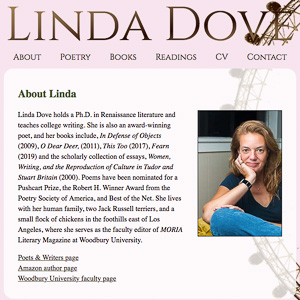 LINDA DOVE
ABOUT POETRY BOOKS READINGS CV CONTACT
About Linda
Linda Dove holds a Ph.D. in Renaissance literature and
teaches college writing. She is also an award-winning
poet, and her books include, In Defense of Objects
(2009), O Dear Deer, (2011), This Too (2017), Fearn
(2019) and the scholarly collection of essays, Women,
Writing, and the Reproduction of Culture in Tudor and
Stuart Britain (2000). Poems have been nominated for a
Pushcart Prize, the Robert H. Winner Award from the
Poetry Society of America, and Best of the Net. She lives
with her human family, two Jack Russell terriers, and a
small flock of chickens in the foothills east of Los
Angeles, where she serves as the faculty editor of MORIA
Literary Magazine at Woodbury University.
Poets & Writers page
Amazon author page
Woodbury University faculty page